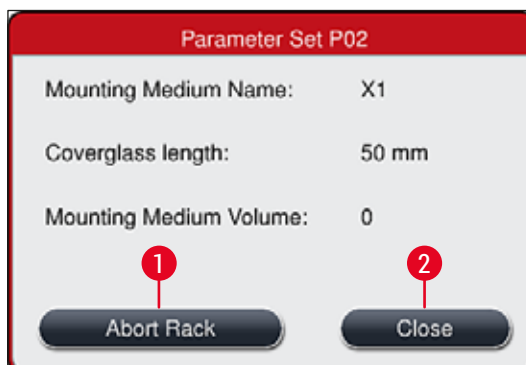 Parameter Set P02
Mounting Medium Name: X1
Coverglass length: 50 mm
Mounting Medium Volume: 0
1 2
Abort Rack Close